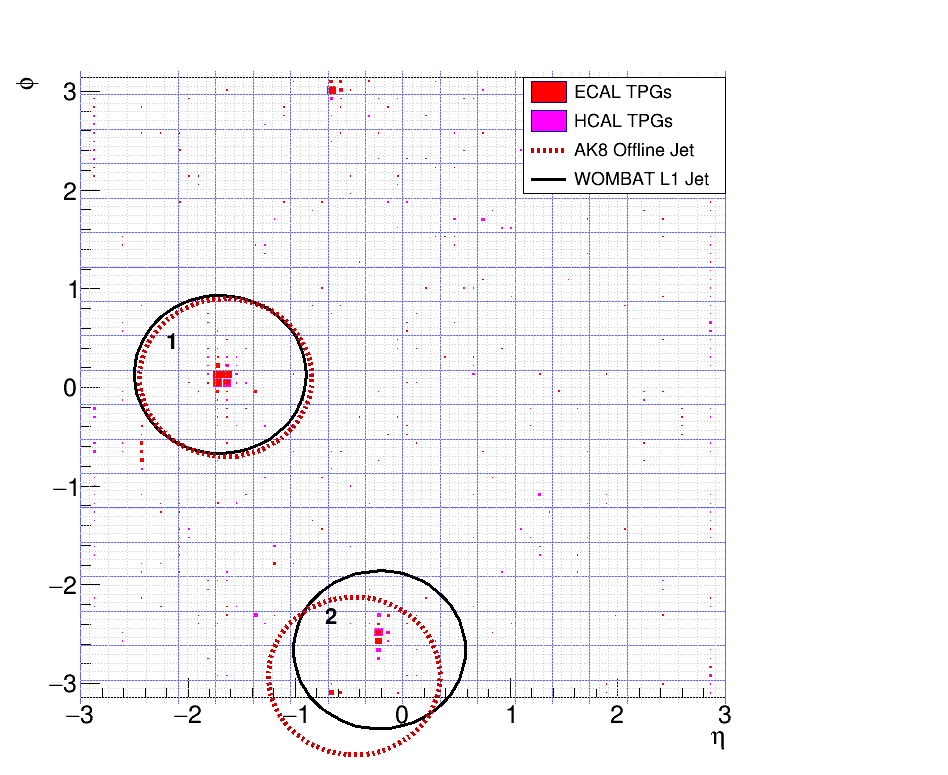 φ
3
2
1
0
−1
−2
−3
ECAL TPGs
HCAL TPGs
AK8 Offline Jet
WOMBAT L1 Jet
1
2
−3 −2 −1 0 1 2 3
η